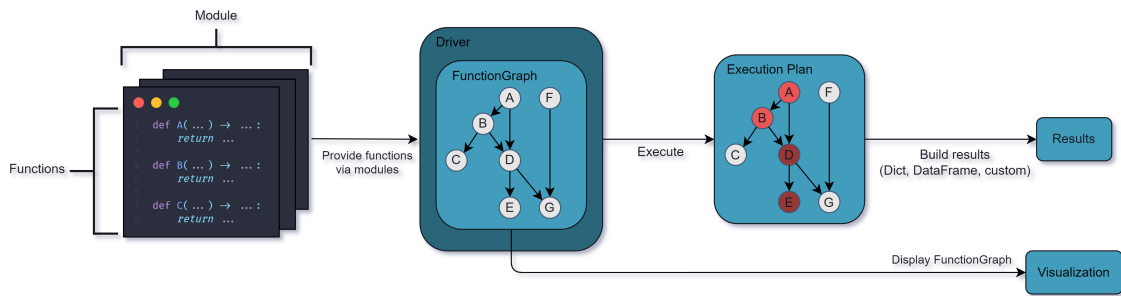 Module
Functions
def A(...) → ...:
return ...
def B(...) → ...:
return ...
def C(...) → ...:
return ...
Provide functions
via modules
Driver
FunctionGraph
A
F
B
C
D
E
G
Execute
Execution Plan
A
F
B
C
D
E
G
Build results
(Dict, DataFrame, custom)
Results
Display FunctionGraph
Visualization